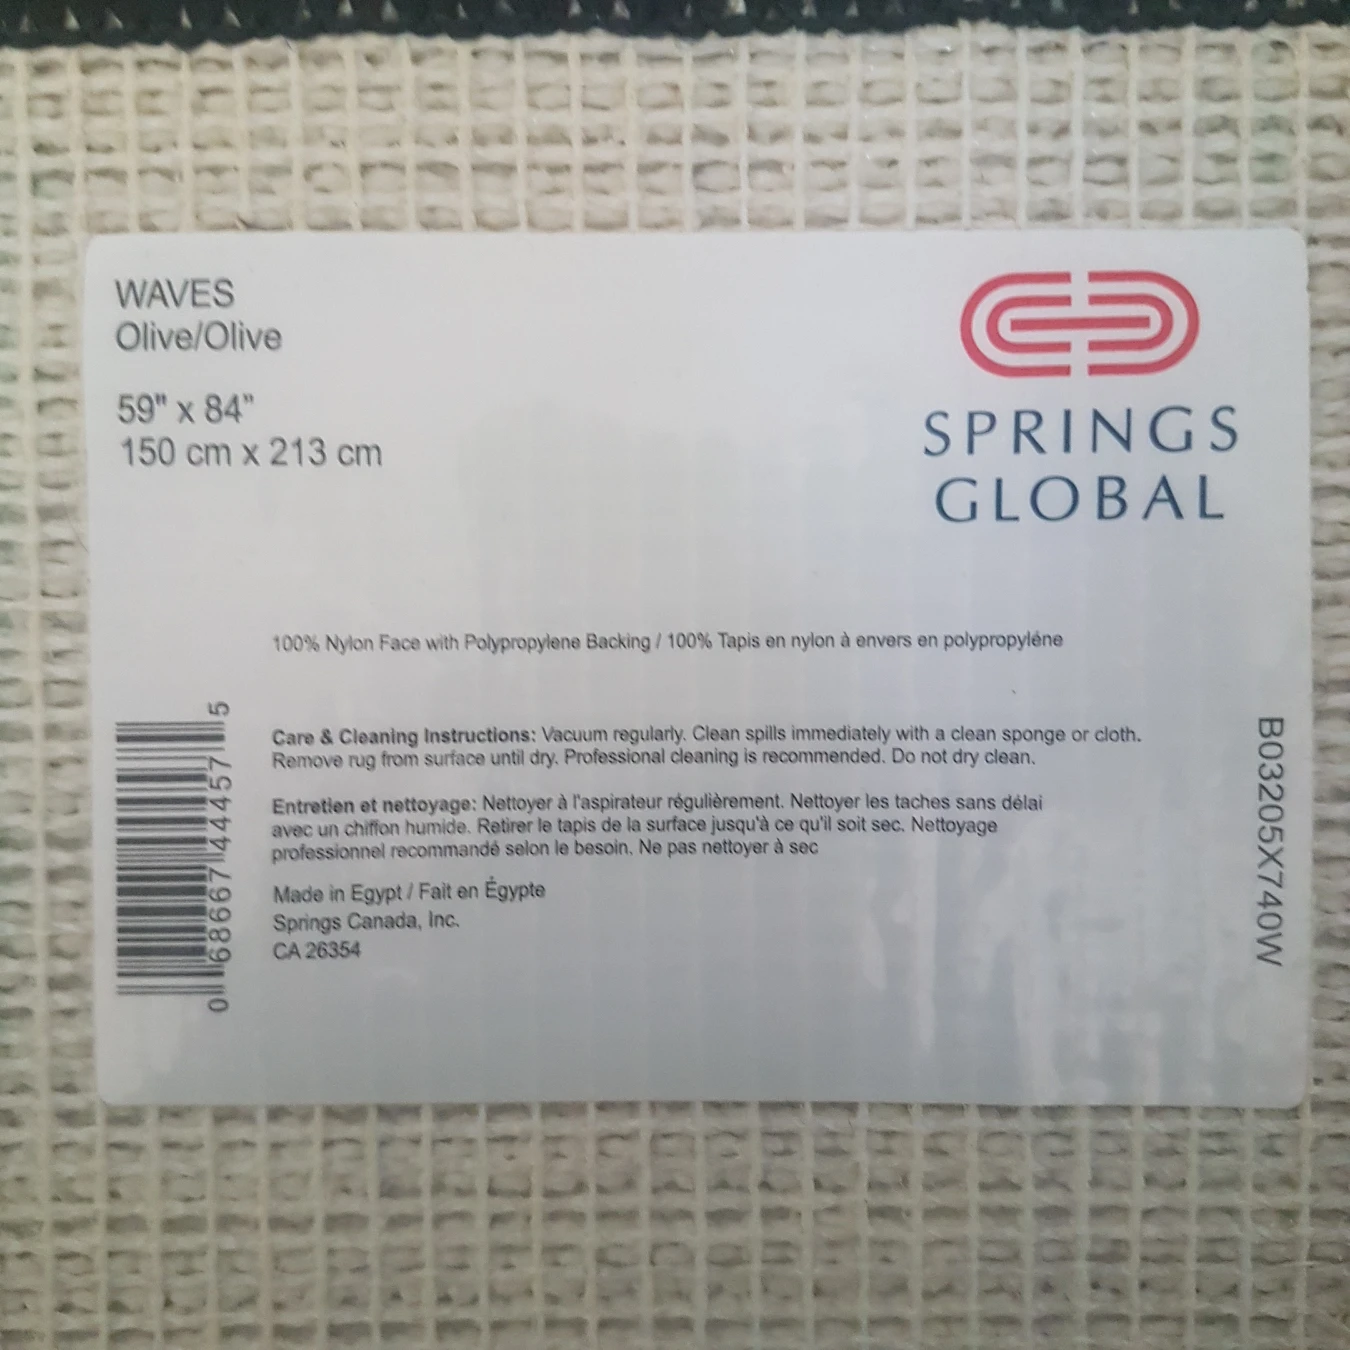 WAVES
Olive/Olive
59" x 84"
150 cm x 213 cm
SPRINGS
GLOBAL
100% Nylon Face with Polypropylene Backing / 100% Tapis en nylon à envers en polypropyléne
Care & Cleaning Instructions: Vacuum regularly. Clean spills immediately with a clean sponge or cloth.
Remove rug from surface until dry. Professional cleaning is recommended. Do not dry clean.
Entretien et nettoyage: Nettoyer à l'aspirateur régulièrement. Nettoyer les taches sans délai
avec un chiffon humide. Retirer le tapis de la surface jusqu'à ce qu'il soit sec. Nettoyage
professionnel recommandé selon le besoin. Ne pas nettoyer à sec
Made in Egypt / Fait en Égypte
Springs Canada, Inc.
CA 26354
0 68667 44457 5
B03205X740W